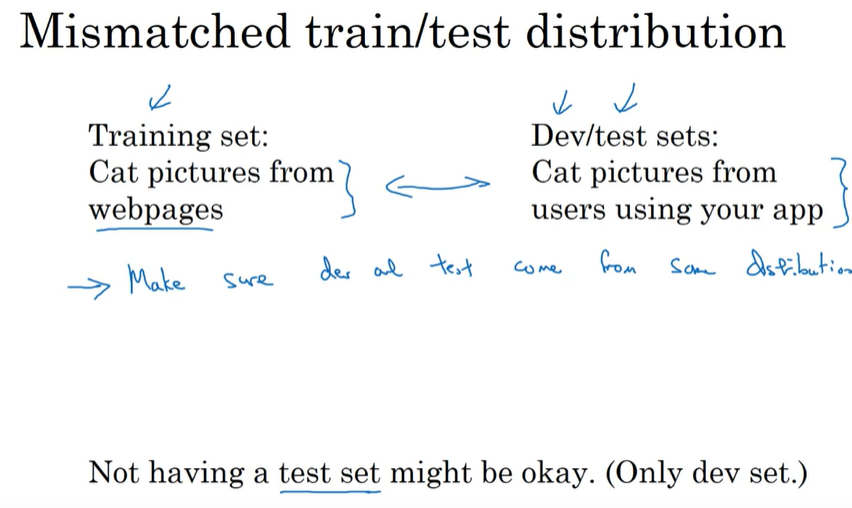 Mismatched train/test distribution
Training set:
Cat pictures from
webpages
Dev/test sets:
Cat pictures from
users using your app
→ Make sure dev and test come from same distribution
Not having a test set might be okay. (Only dev set.)